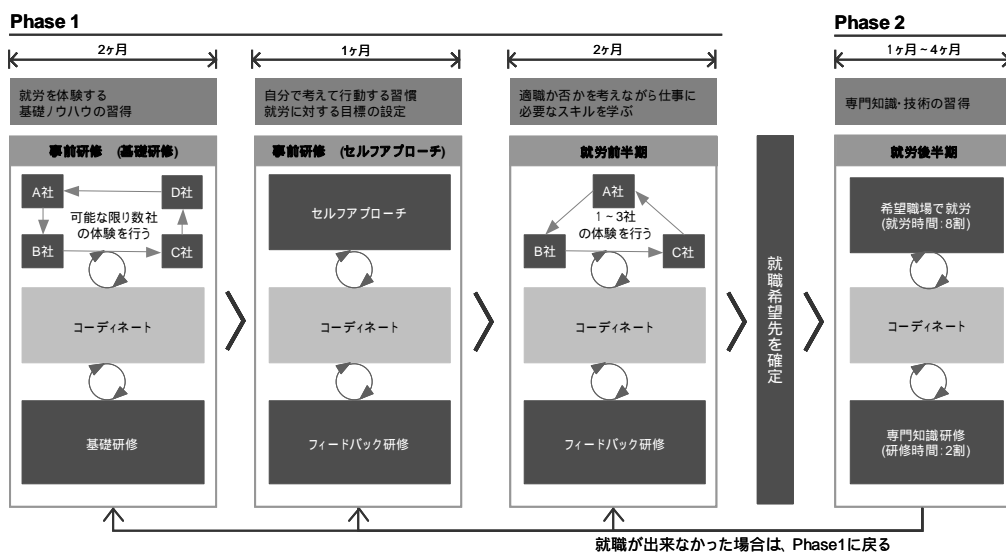 Phase 1
Phase 2
2ヶ月
1ヶ月
2ヶ月
1ヶ月~4ヶ月
就労を体験する
基礎ノウハウの習得
自分で考えて行動する習慣
就労に対する目標の設定
適職か否かを考えながら仕事に
必要なスキルを学ぶ
専門知識・技術の習得
事前研修 (基礎研修)
A社
D社
可能な限り数社
の体験を行う
B社
C社
コーディネート
基礎研修
事前研修 (セルフアプローチ)
セルフアプローチ
コーディネート
フィードバック研修
就労前半期
A社
1~3社
の体験を行う
B社
C社
コーディネート
フィードバック研修
就職希望先を確定
就労後半期
希望職場で就労
(就労時間:8割)
コーディネート
専門知識研修
(研修時間:2割)
就職が出来なかった場合は、Phase1に戻る